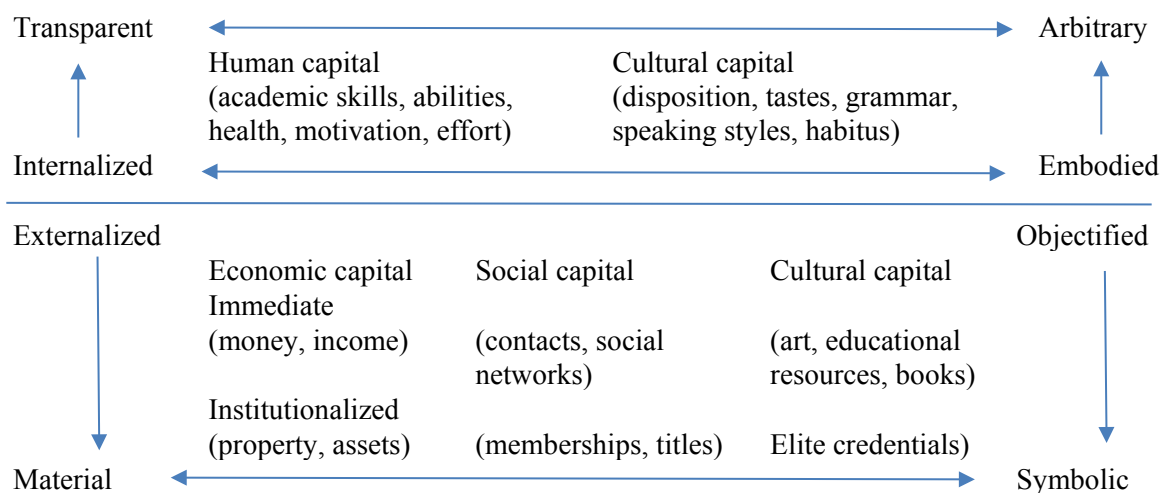 Transparent Arbitrary
Human capital Cultural capital
(academic skills, abilities, (disposition, tastes, grammar,
health, motivation, effort) speaking styles, habitus)
Internalized Embodied
Externalized Objectified
Economic capital Social capital Cultural capital
Immediate
(money, income) (contacts, social (art, educational
networks) resources, books)
Institutionalized
(property, assets) (memberships, titles) Elite credentials)
Material Symbolic